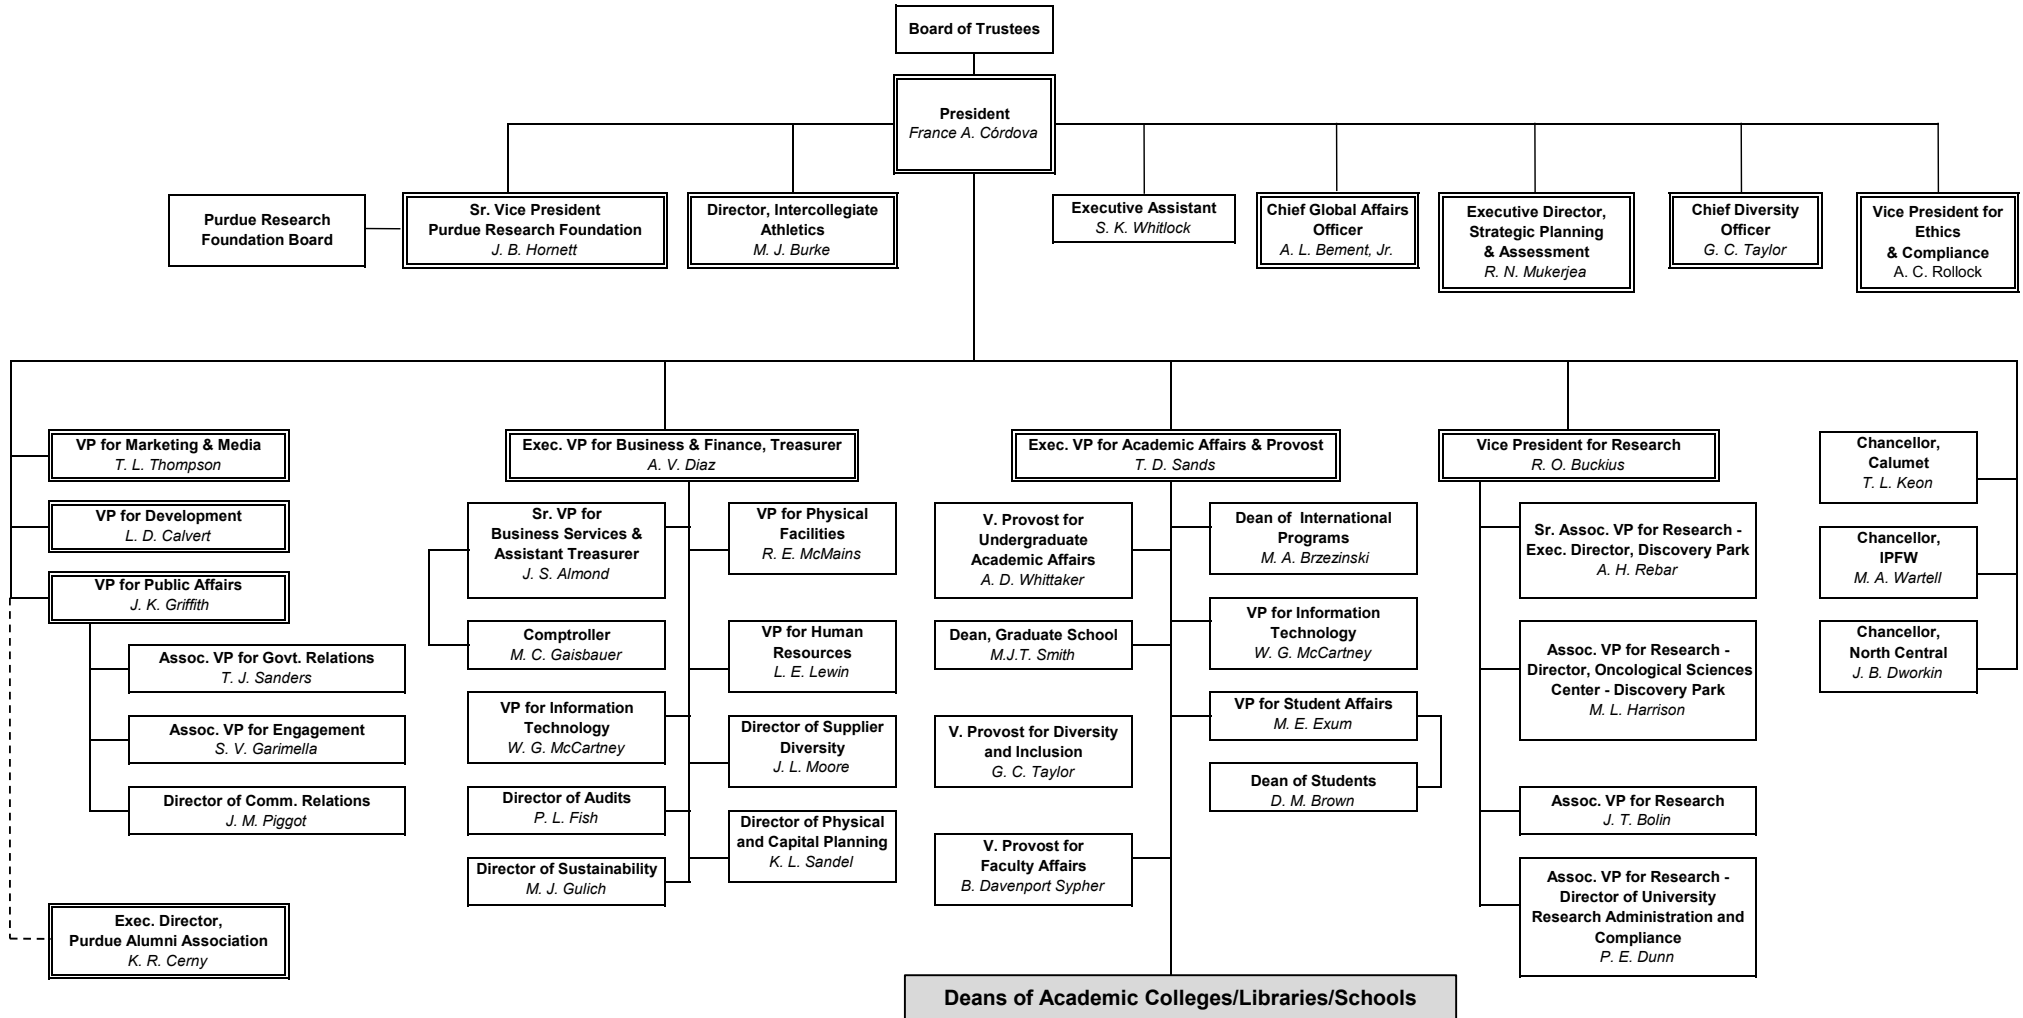 Board of Trustees
President
France A. Córdova
Purdue Research
Foundation Board
Sr. Vice President
Purdue Research Foundation
J. B. Hornett
Director, Intercollegiate
Athletics
M. J. Burke
Executive Assistant
S. K. Whitlock
Chief Global Affairs
Officer
A. L. Bement, Jr.
Executive Director,
Strategic Planning
& Assessment
R. N. Mukerjea
Chief Diversity
Officer
G. C. Taylor
Vice President for
Ethics
& Compliance
A. C. Rollock
VP for Marketing & Media
T. L. Thompson
VP for Development
L. D. Calvert
VP for Public Affairs
J. K. Griffith
Assoc. VP for Govt. Relations
T. J. Sanders
Assoc. VP for Engagement
S. V. Garimella
Director of Comm. Relations
J. M. Piggot
Exec. Director,
Purdue Alumni Association
K. R. Cerny
Exec. VP for Business & Finance, Treasurer
A. V. Diaz
Sr. VP for
Business Services &
Assistant Treasurer
J. S. Almond
Comptroller
M. C. Gaisbauer
VP for Information
Technology
W. G. McCartney
Director of Audits
P. L. Fish
Director of Sustainability
M. J. Gulich
VP for Physical
Facilities
R. E. McMains
VP for Human
Resources
L. E. Lewin
Director of Supplier
Diversity
J. L. Moore
Director of Physical
and Capital Planning
K. L. Sandel
Exec. VP for Academic Affairs & Provost
T. D. Sands
V. Provost for
Undergraduate
Academic Affairs
A. D. Whittaker
Dean, Graduate School
M.J.T. Smith
V. Provost for Diversity
and Inclusion
G. C. Taylor
V. Provost for
Faculty Affairs
B. Davenport Sypher
Dean of International
Programs
M. A. Brzezinski
VP for Information
Technology
W. G. McCartney
VP for Student Affairs
M. E. Exum
Dean of Students
D. M. Brown
Vice President for Research
R. O. Buckius
Sr. Assoc. VP for Research -
Exec. Director, Discovery Park
A. H. Rebar
Assoc. VP for Research -
Director, Oncological Sciences
Center - Discovery Park
M. L. Harrison
Assoc. VP for Research
J. T. Bolin
Assoc. VP for Research -
Director of University
Research Administration and
Compliance
P. E. Dunn
Chancellor,
Calumet
T. L. Keon
Chancellor,
IPFW
M. A. Wartell
Chancellor,
North Central
J. B. Dworkin
Deans of Academic Colleges/Libraries/Schools